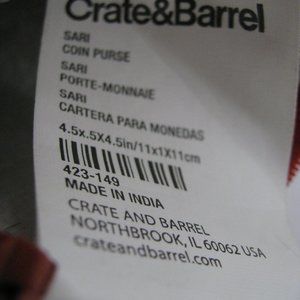 Crate&Barrel
SARI
COIN PURSE
SARI
PORTE-MONNAIE
SARI
CARTERA PARA MONEDAS
4.5x.5X4.5in/11x1X11cm
423-149
MADE IN INDIA
CRATE AND BARREL
NORTHBROOK, IL 60062 USA
crateandbarrel.com